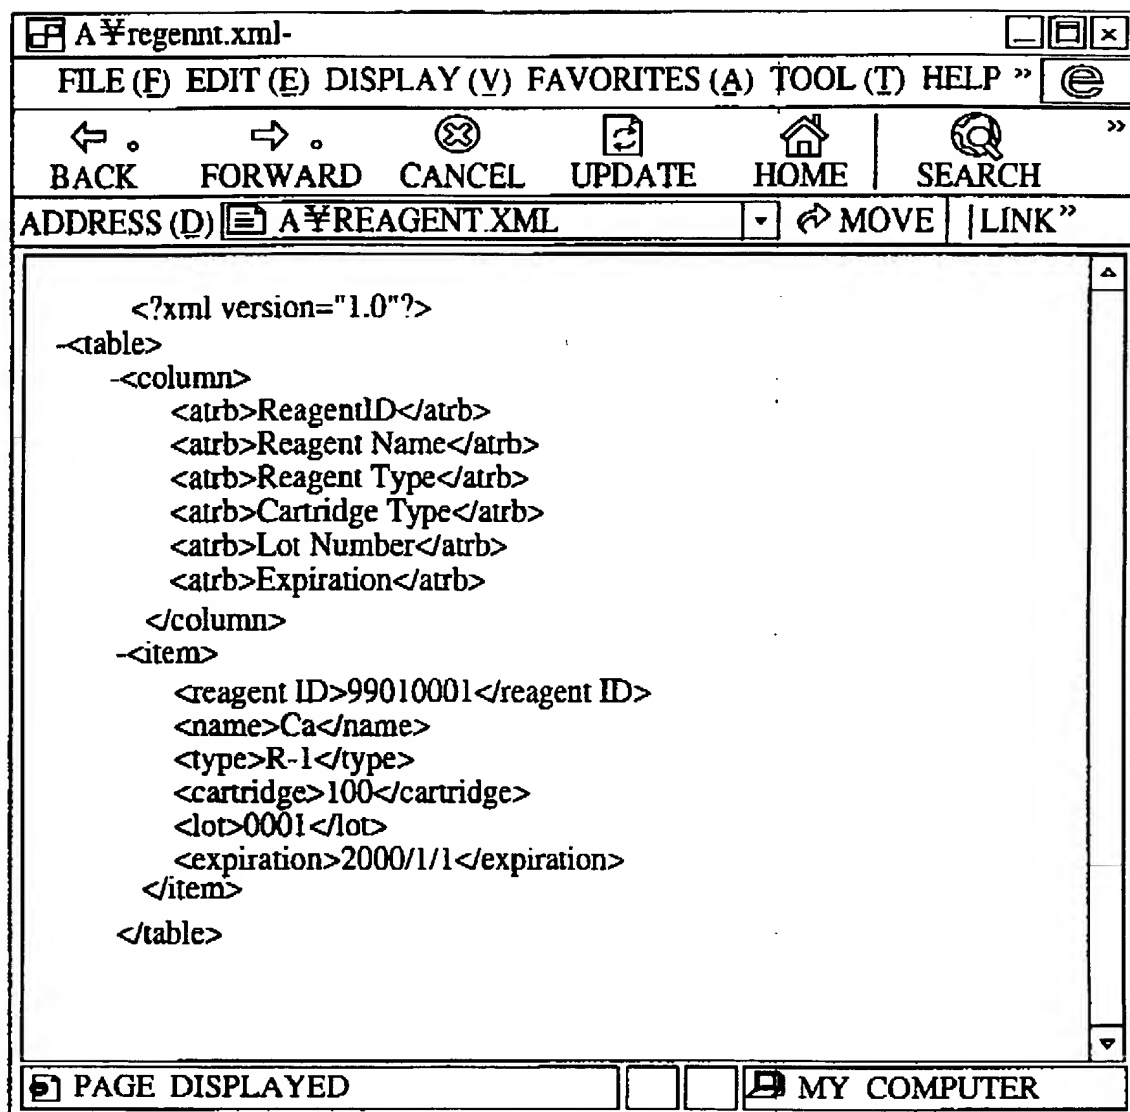 A¥regennt.xml-
FILE (F) EDIT (E) DISPLAY (V) FAVORITES (A) TOOL (T) HELP »
BACK FORWARD CANCEL UPDATE HOME SEARCH »
ADDRESS (D) A¥REAGENT.XML MOVE LINK »
<?xml version="1.0"?>
-<table>
-<column>
<atrb>ReagentID</atrb>
<atrb>Reagent Name</atrb>
<atrb>Reagent Type</atrb>
<atrb>Cartridge Type</atrb>
<atrb>Lot Number</atrb>
<atrb>Expiration</atrb>
</column>
-<item>
<reagent ID>99010001</reagent ID>
<name>Ca</name>
<type>R-1</type>
<cartridge>100</cartridge>
<lot>0001</lot>
<expiration>2000/1/1</expiration>
</item>
</table>
PAGE DISPLAYED MY COMPUTER